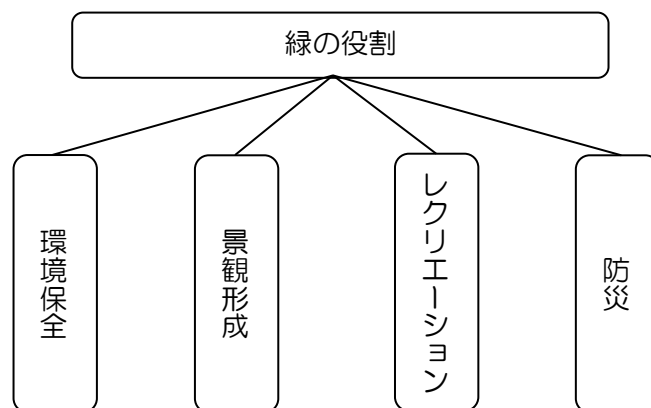 緑の役割
環境保全
景観形成
レクリエーション
防災